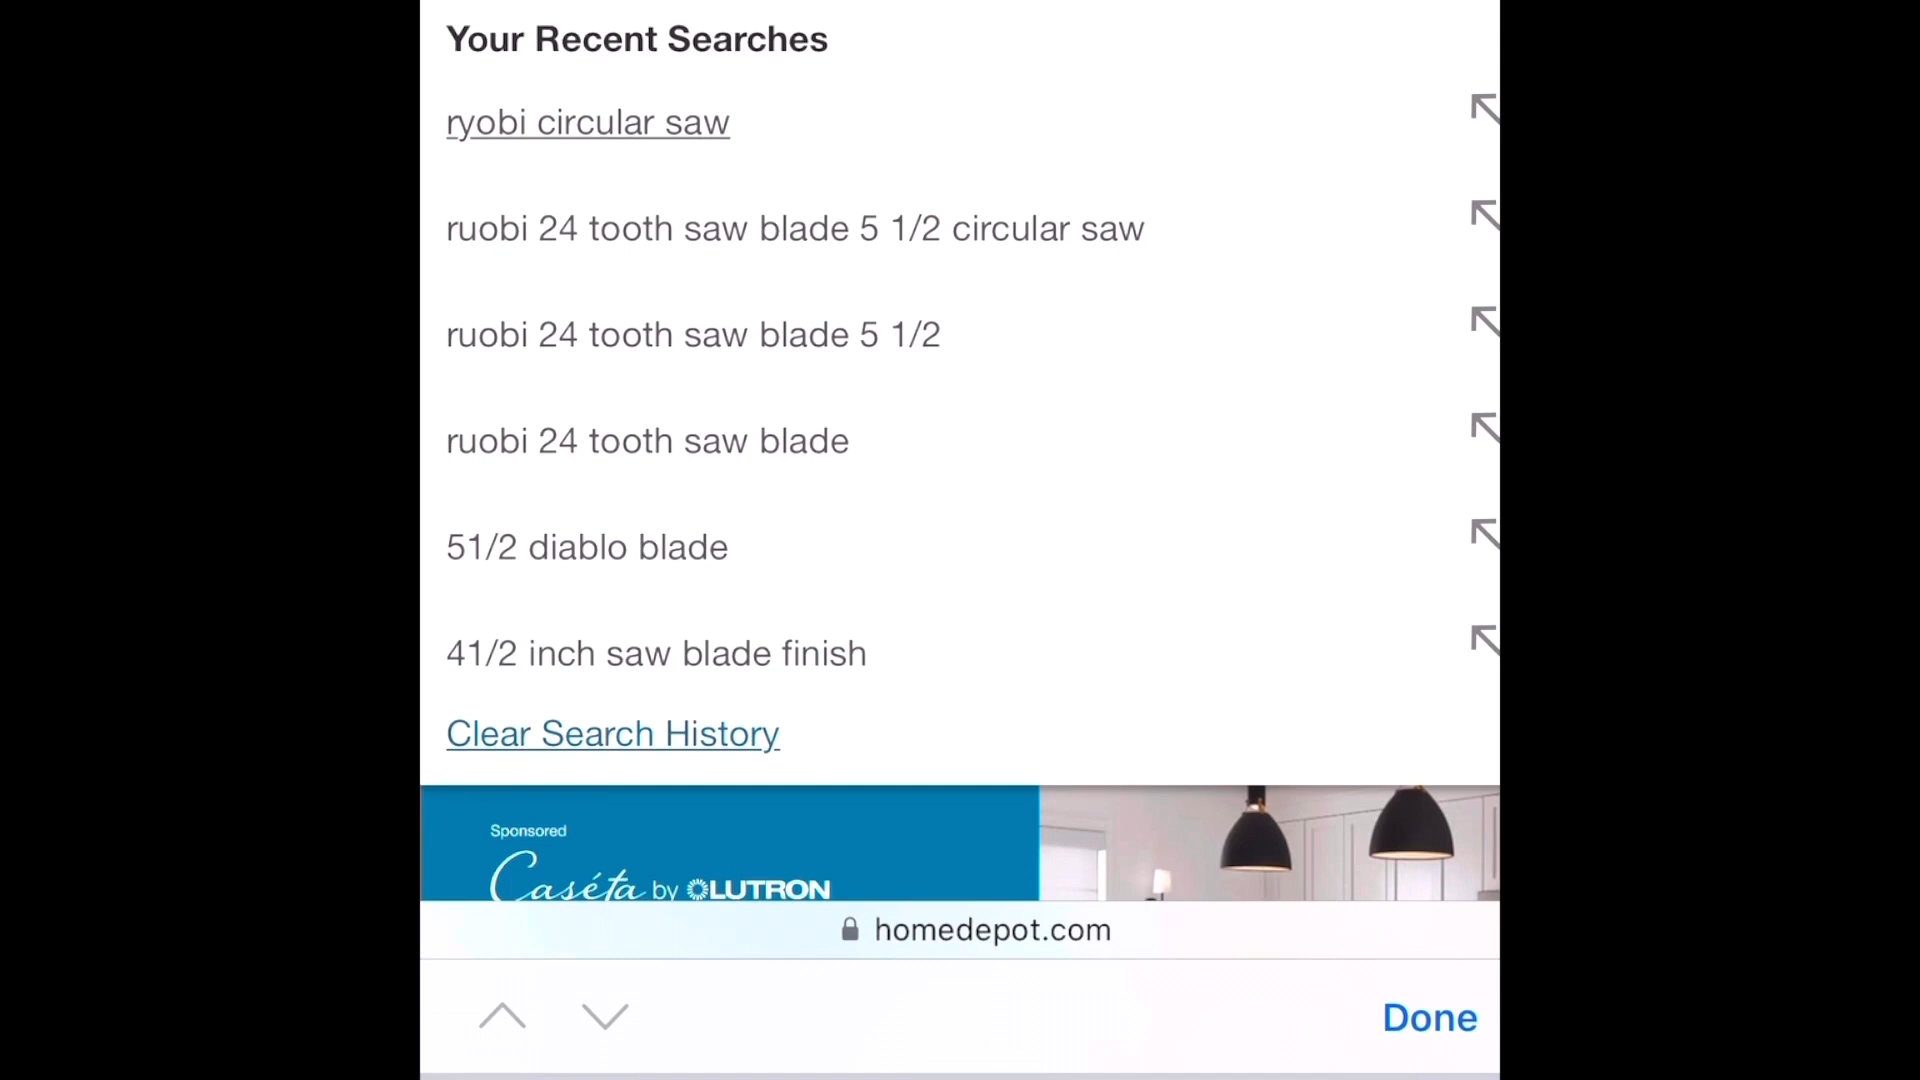 Your Recent Searches
ryobi circular saw
ruobi 24 tooth saw blade 5 1/2 circular saw
ruobi 24 tooth saw blade 5 1/2
ruobi 24 tooth saw blade
51/2 diablo blade
41/2 inch saw blade finish
Clear Search History
Sponsored
Caséta by LUTRON
homedepot.com
Done